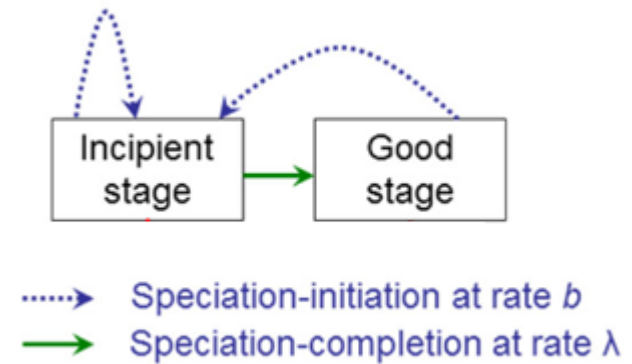 Incipient
stage
Good
stage
Speciation-initiation at rate b
Speciation-completion at rate λ